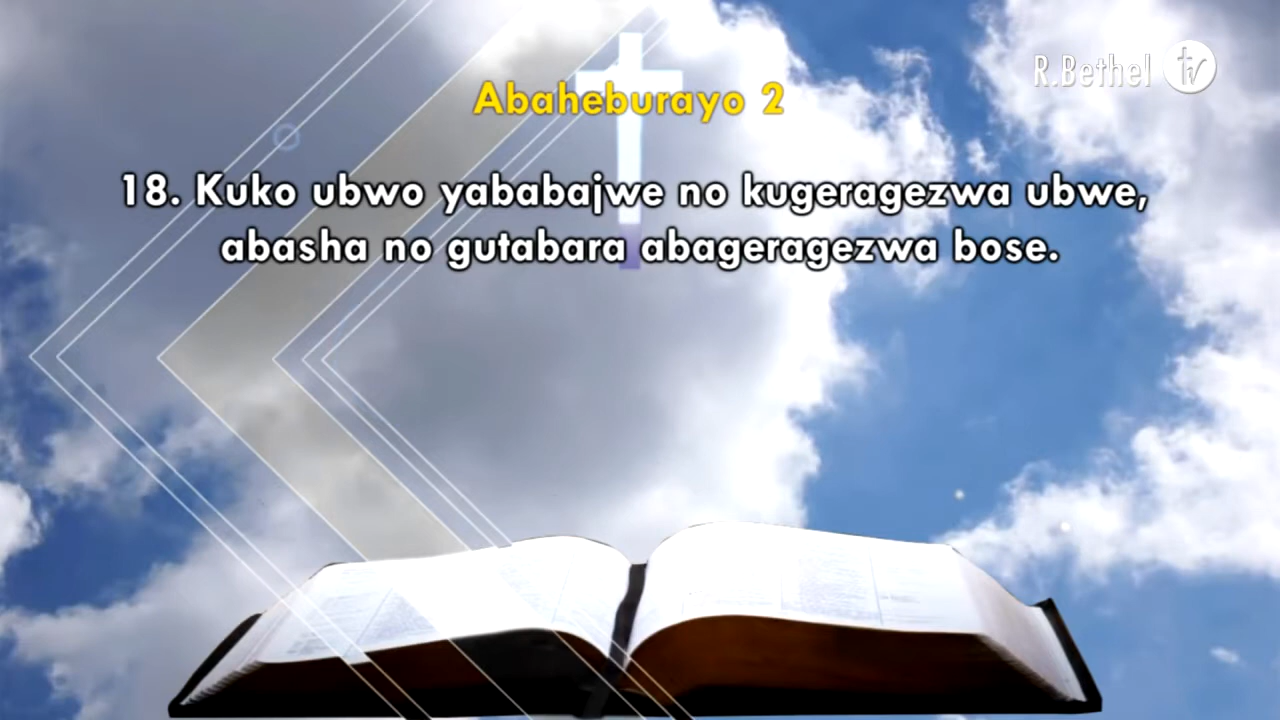 R.Bethel tv
Abaheburayo 2
18. Kuko ubwo yababajwe no kugeragezwa ubwe,
abasha no gutabara abageragezwa bose.